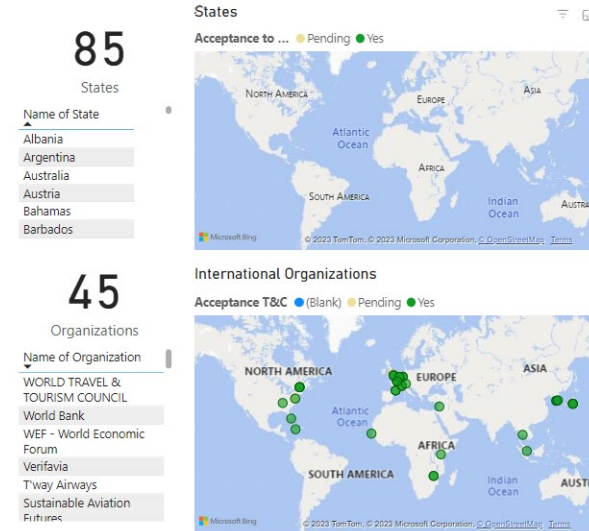 85
States
Name of State
Albania
Argentina
Australia
Austria
Bahamas
Barbados
States
Acceptance to ... Pending Yes
NORTH AMERICA
EUROPE
ASIA
Atlantic
Ocean
AFRICA
SOUTH AMERICA
Indian
Ocean
AUSTRA
Microsoft Bing
© 2023 TomTom, © 2023 Microsoft Corporation, © OpenStreetMap Terms
45
Organizations
Name of Organization
WORLD TRAVEL &
TOURISM COUNCIL
World Bank
WEF - World Economic
Forum
Verifavia
T'way Airways
Sustainable Aviation
Futures
International Organizations
Acceptance T&C (Blank) Pending Yes
NORTH AMERICA
EUROPE
ASIA
Atlantic
Ocean
AFRICA
SOUTH AMERICA
Indian
Ocean
AUST
Microsoft Bing
© 2023 TomTom, © 2023 Microsoft Corporation, © OpenStreetMap Terms